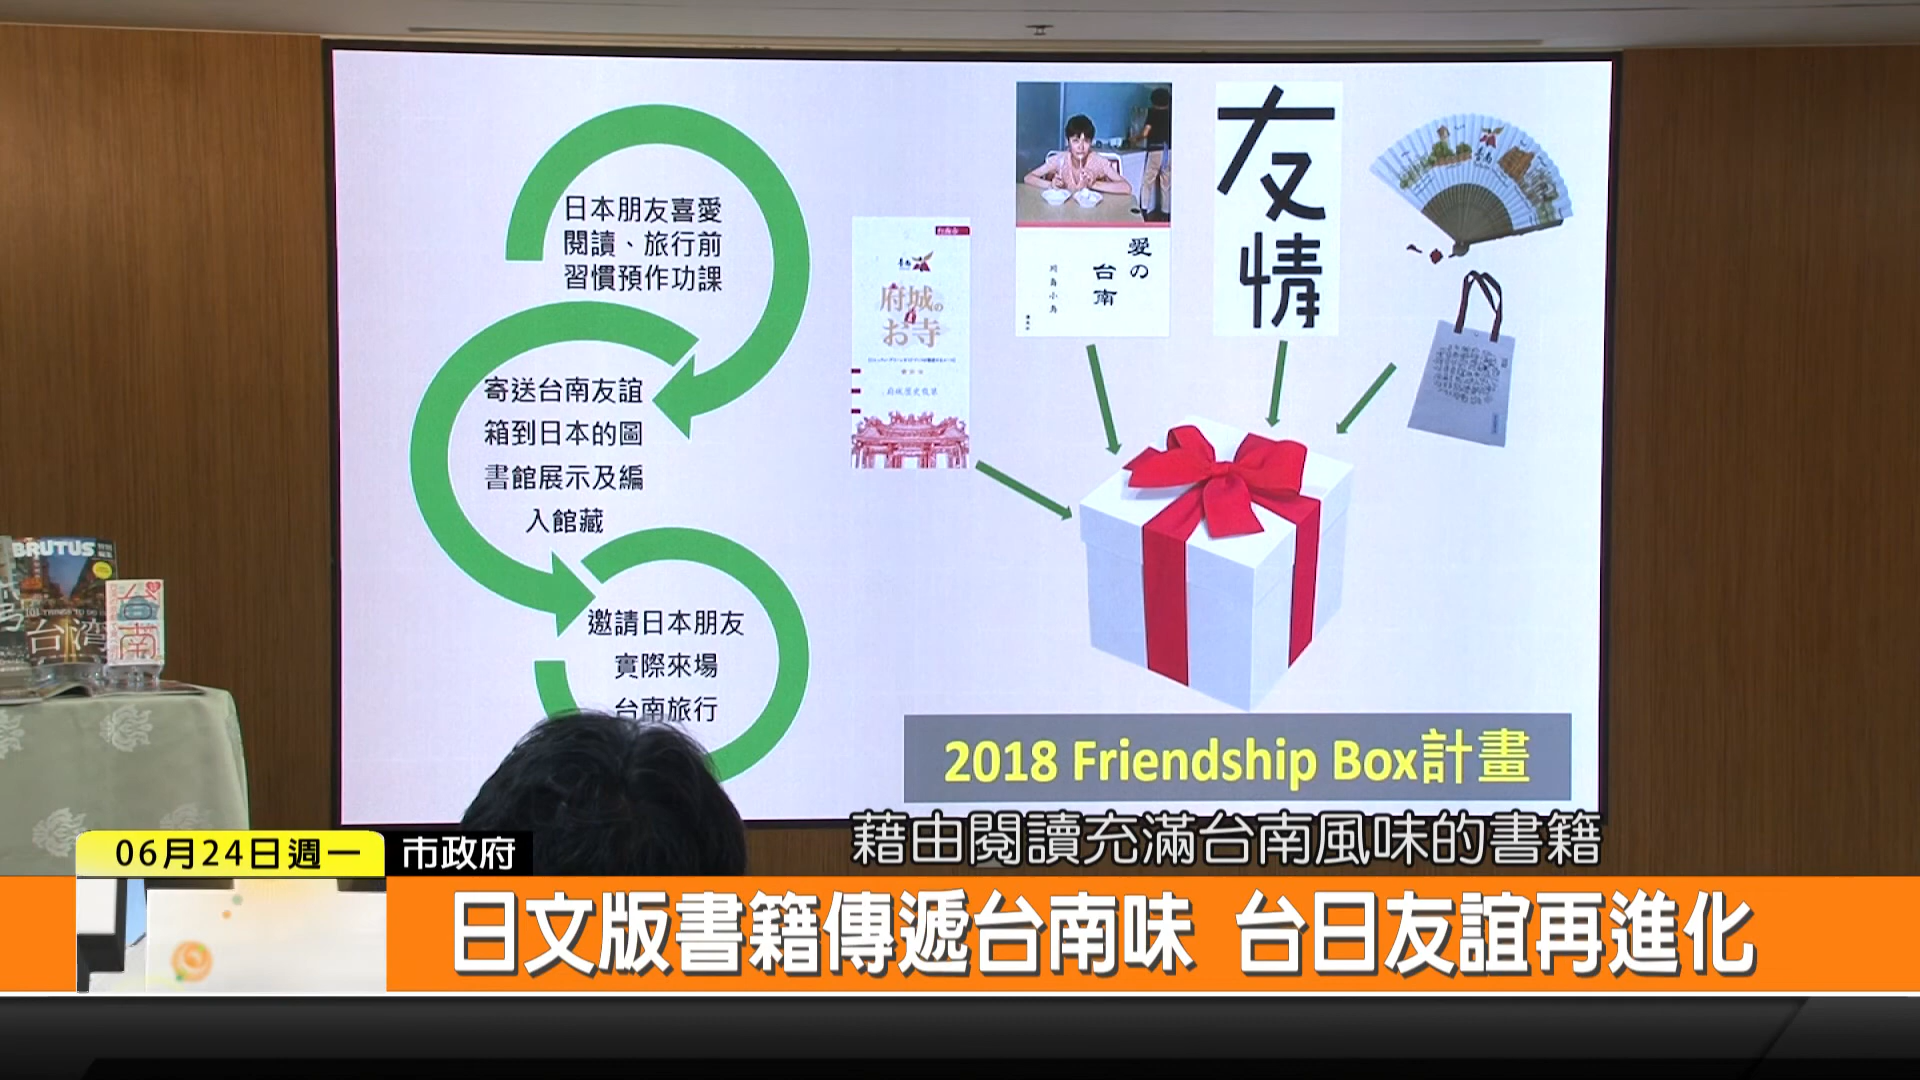 日本朋友喜愛
閱讀、旅行前
習慣預作功課
寄送台南友誼
箱到日本的圖
書館展示及編
入館藏
邀請日本朋友
實際來場
台南旅行
府城の
お寺
愛の
台南
友情
2018 Friendship Box計畫
BRUTUS
台湾
台南
藉由閱讀充滿台南風味的書籍
06月24日週一
市政府
日文版書籍傳遞台南味 台日友誼再進化